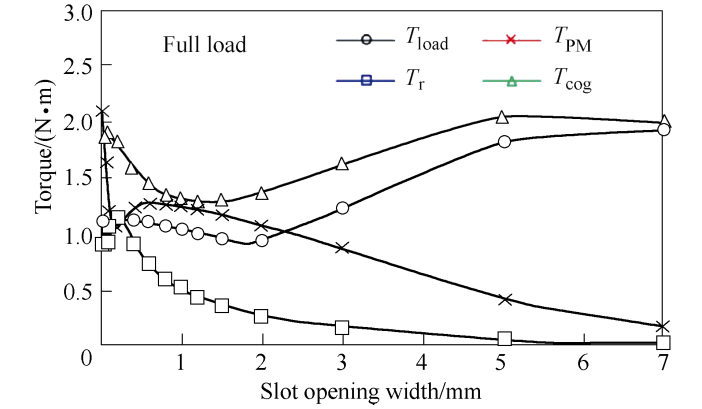 3.0
2.5
2.0
1.5
1.0
0.5
0
Torque/(N•m)
Full load
T_load
T_PM
T_r
T_cog
1 2 3 4 5 6 7
Slot opening width/mm